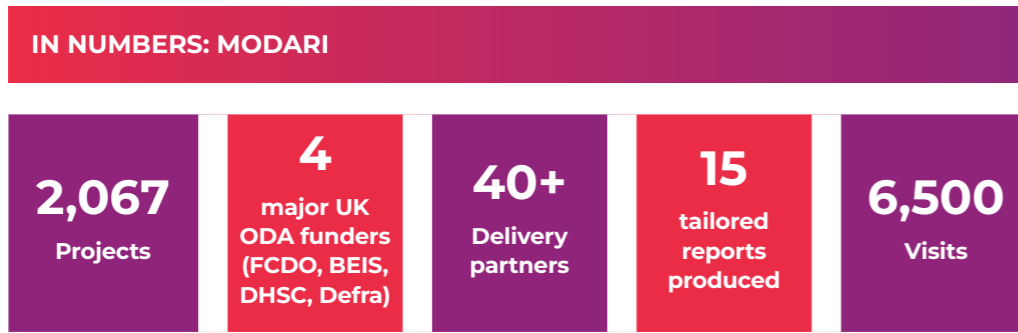 IN NUMBERS: MODARI
2,067
Projects
4
major UK
ODA funders
(FCDO, BEIS,
DHSC, Defra)
40+
Delivery
partners
15
tailored
reports
produced
6,500
Visits